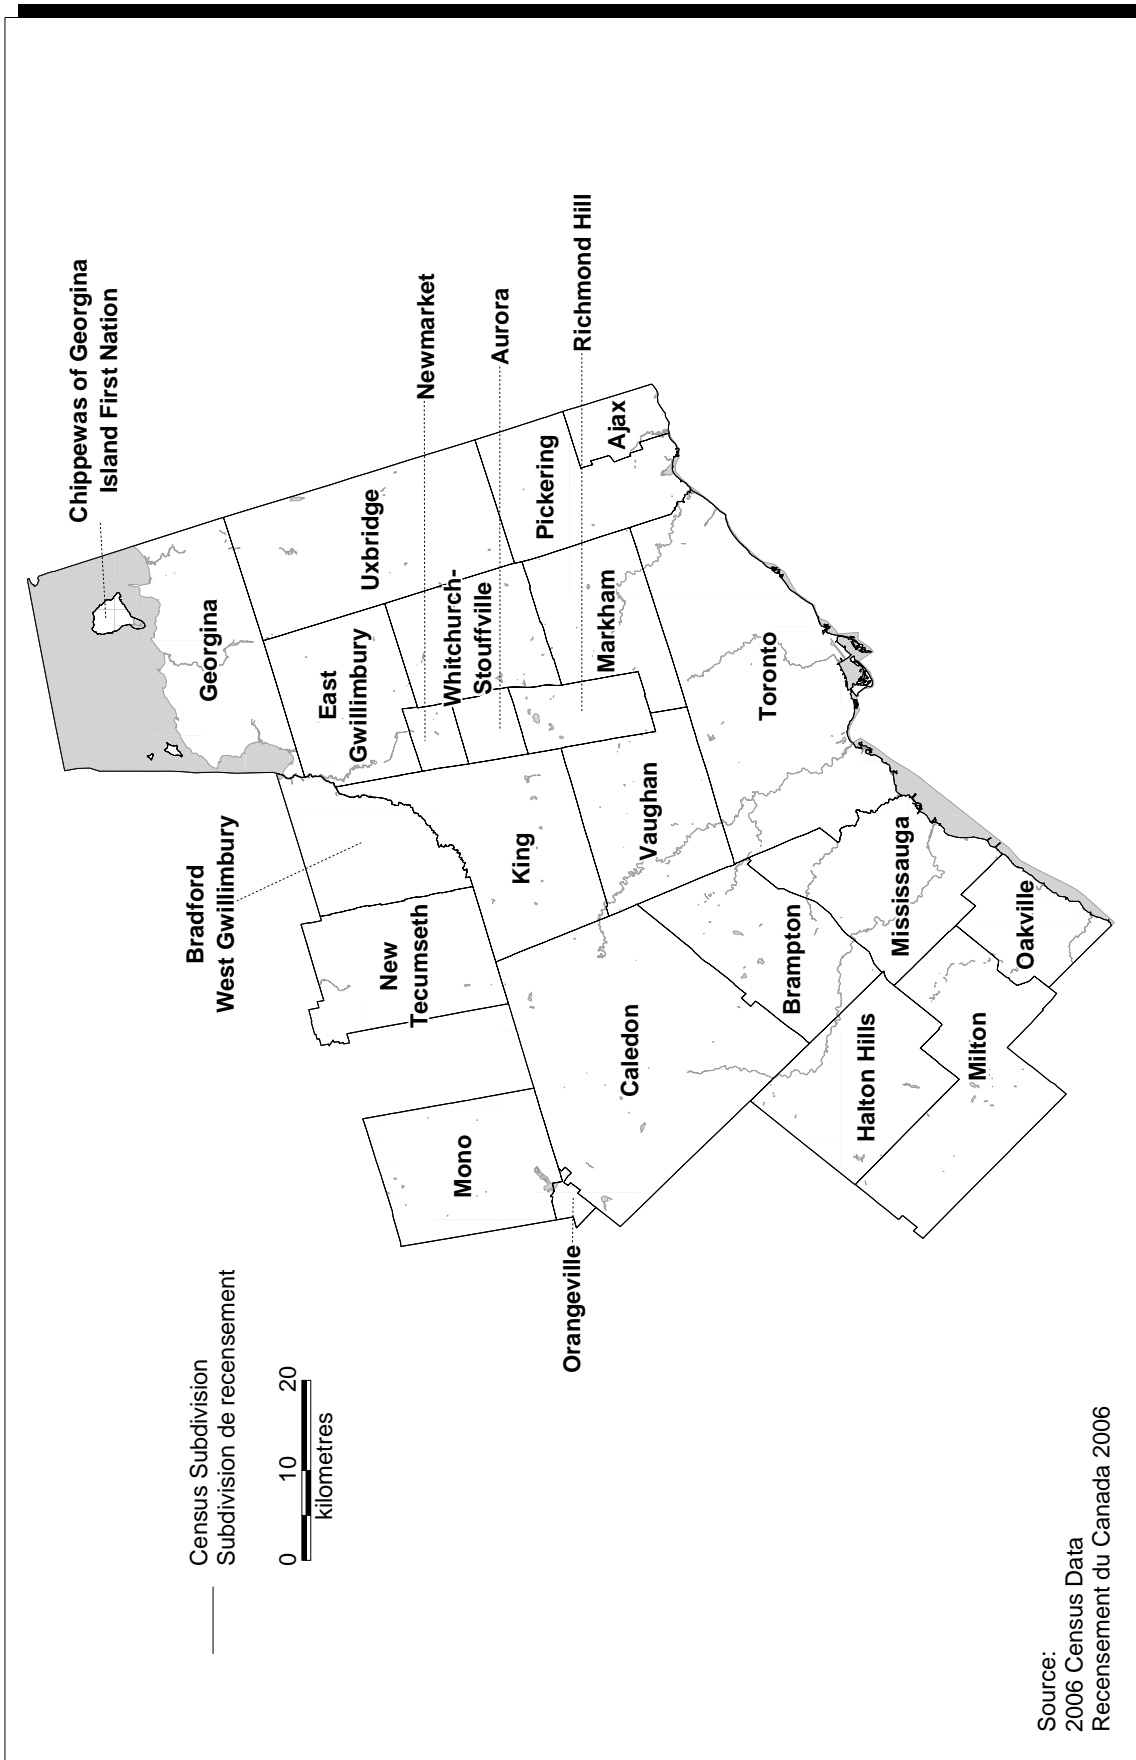 Chippewas of Georgina
Island First Nation
Georgina
Bradford
West Gwillimbury
East
Gwillimbury
Uxbridge
Newmarket
New
Tecumseth
Whitchurch-
Stouffville
Aurora
Mono
King
Pickering
Richmond Hill
Orangeville
Markham
Ajax
Caledon
Vaughan
Toronto
Brampton
Halton Hills
Mississauga
Milton
Oakville
Census Subdivision
Subdivision de recensement
0 10 20
kilometres
Source:
2006 Census Data
Recensement du Canada 2006